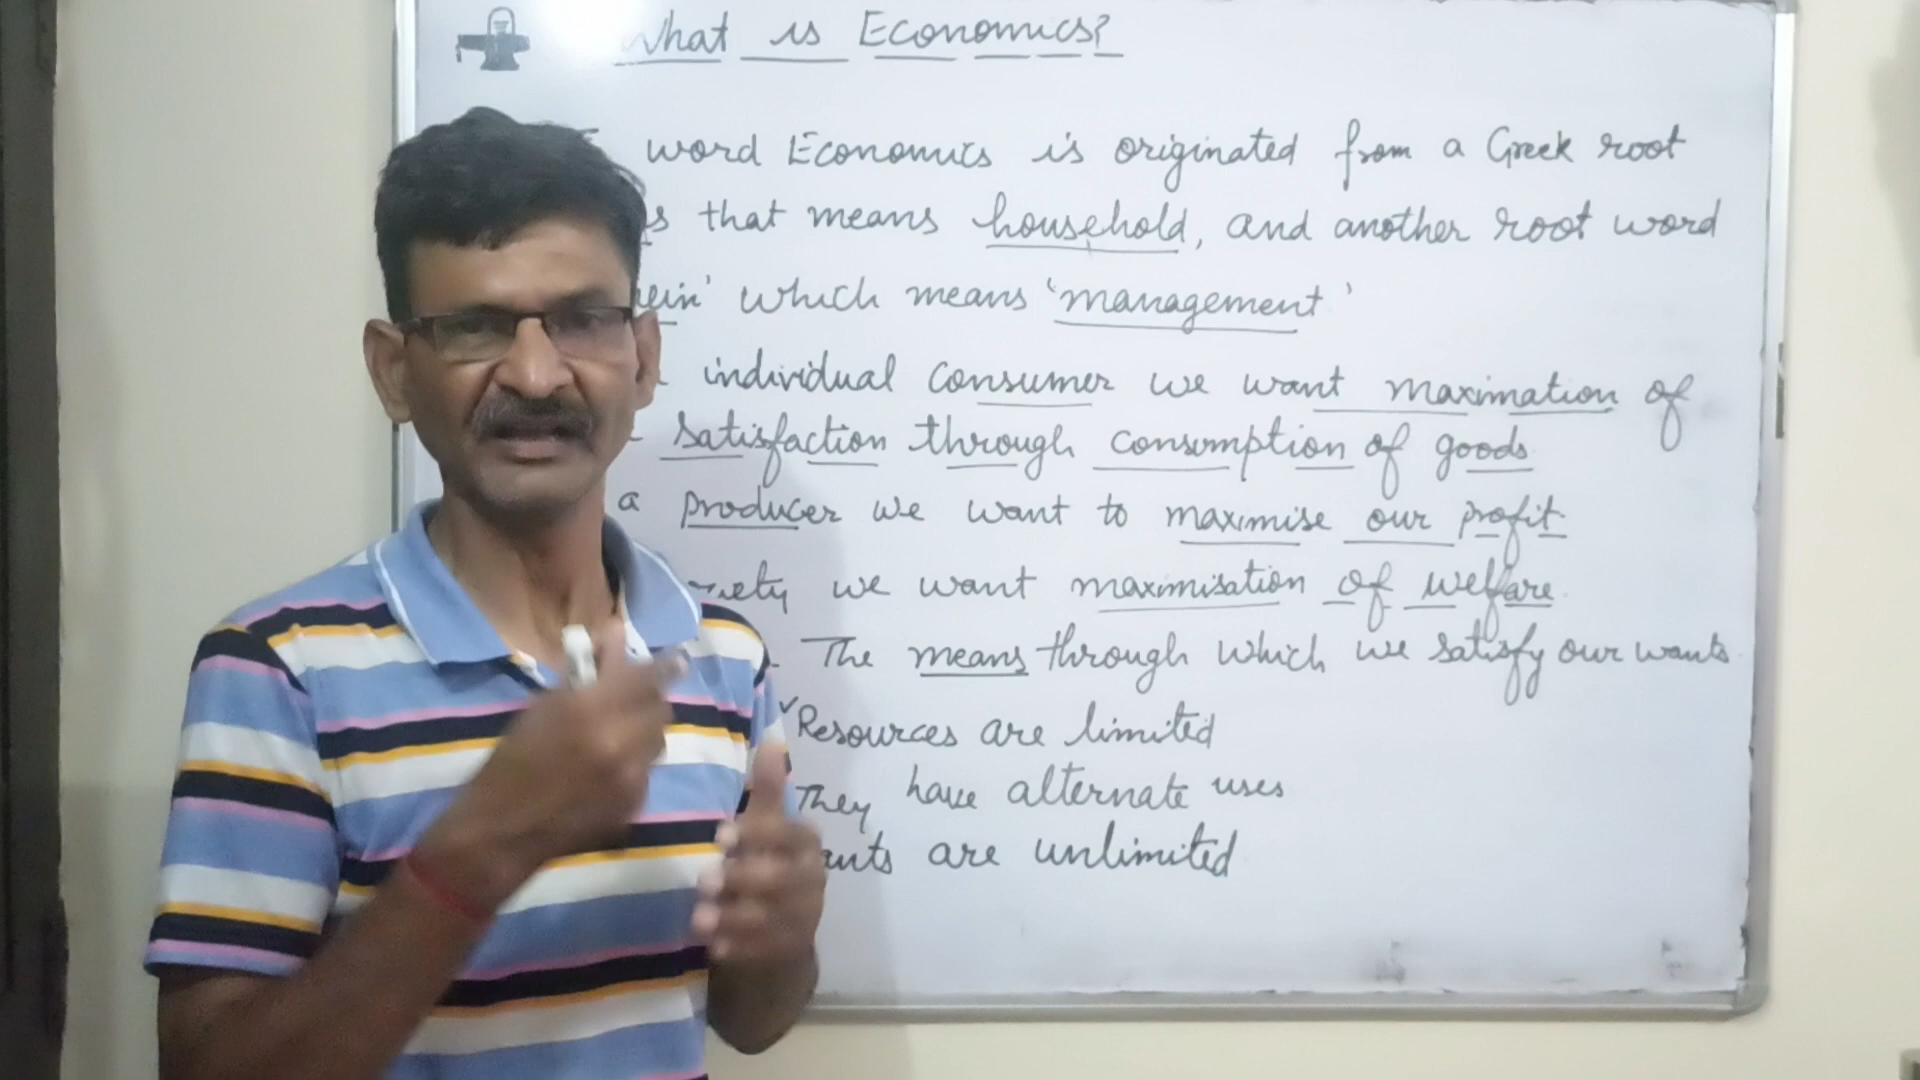 What is Economics?
word Economics is originated from a Greek root
that means household, and another root word
which means 'management'
individual consumer we want maximation of
satisfaction through consumption of goods
a producer we want to maximise our profit
we want maximisation of welfare.
The means through which we satisfy our wants
Resources are limited
They have alternate uses
are unlimited